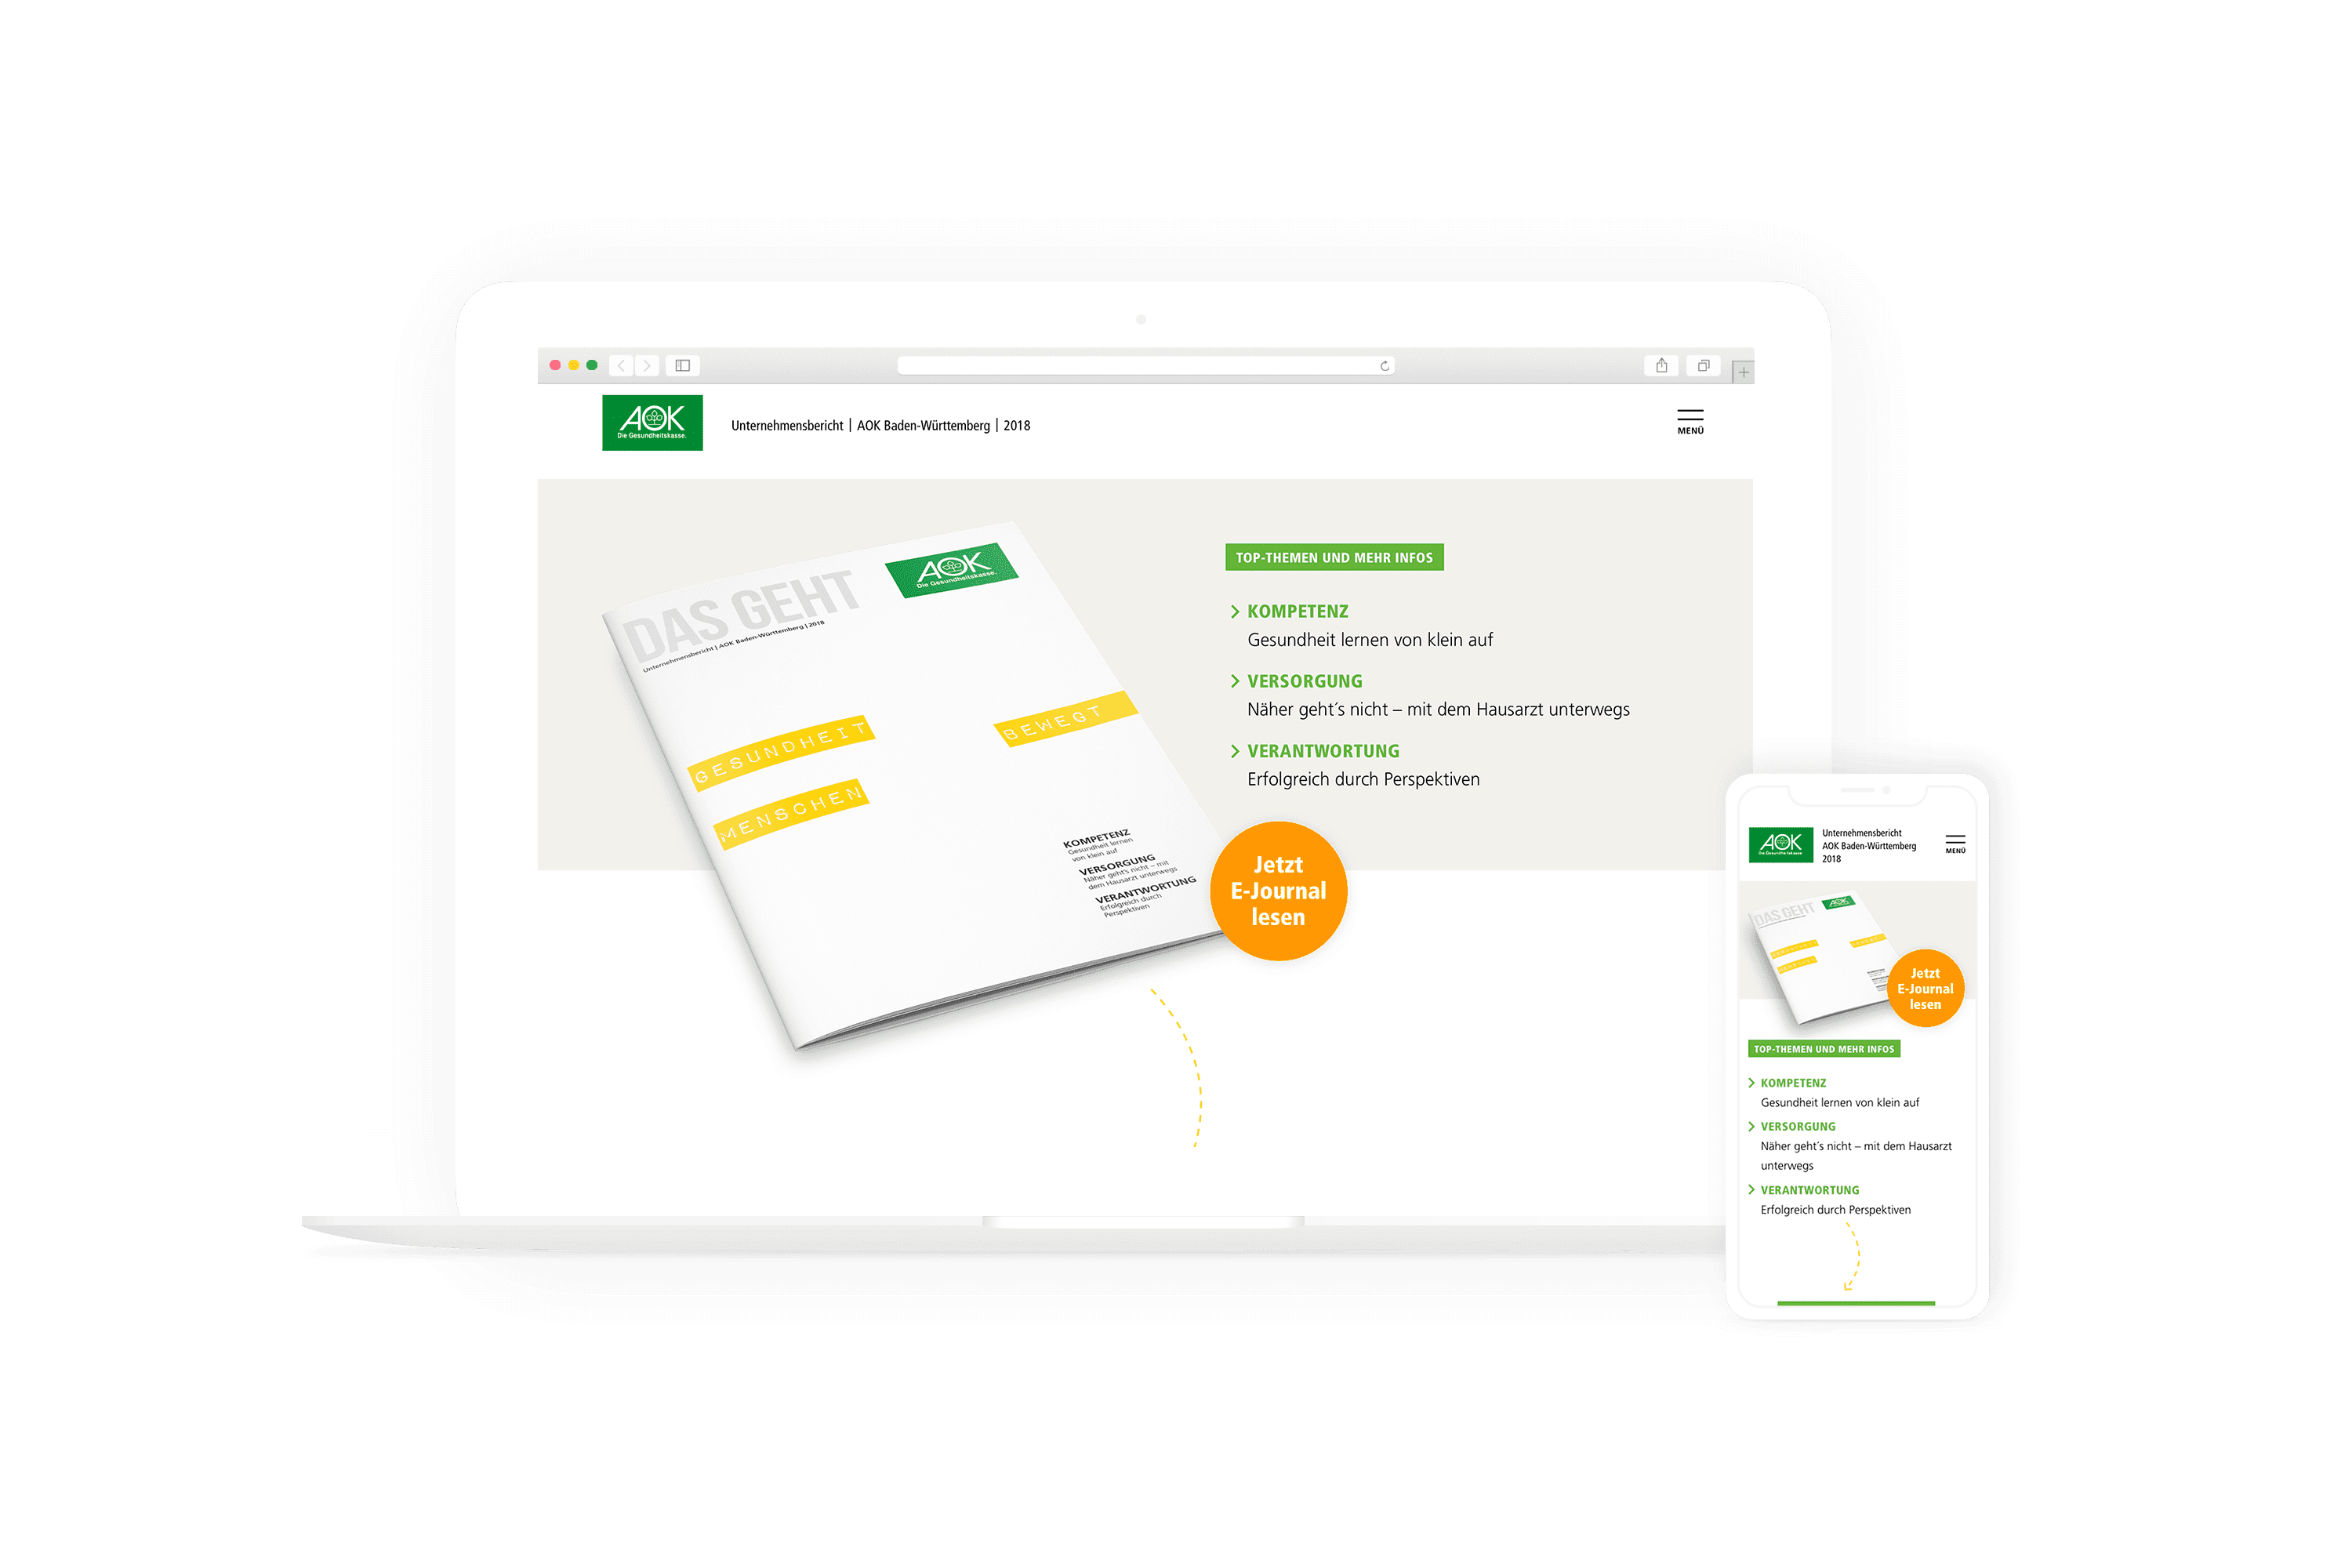 AOK
Die Gesundheitskasse.
Unternehmensbericht | AOK Baden-Württemberg | 2018
MENÜ
DAS GEHT
Unternehmensbericht | AOK Baden-Württemberg | 2018
AOK
Die Gesundheitskasse.
GESUNDHEIT
BEWEGT
MENSCHEN
KOMPETENZ
Gesundheit lernen
von klein auf
VERSORGUNG
Näher geht's nicht – mit
dem Hausarzt unterwegs
VERANTWORTUNG
Erfolgreich durch
Perspektiven
TOP-THEMEN UND MEHR INFOS
KOMPETENZ
Gesundheit lernen von klein auf
VERSORGUNG
Näher geht´s nicht – mit dem Hausarzt unterwegs
VERANTWORTUNG
Erfolgreich durch Perspektiven
Jetzt
E-Journal
lesen
AOK
Die Gesundheitskasse.
Unternehmensbericht
AOK Baden-Württemberg
2018
MENÜ
DAS GEHT
AOK
Jetzt
E-Journal
lesen
TOP-THEMEN UND MEHR INFOS
KOMPETENZ
Gesundheit lernen von klein auf
VERSORGUNG
Näher geht´s nicht – mit dem Hausarzt
unterwegs
VERANTWORTUNG
Erfolgreich durch Perspektiven